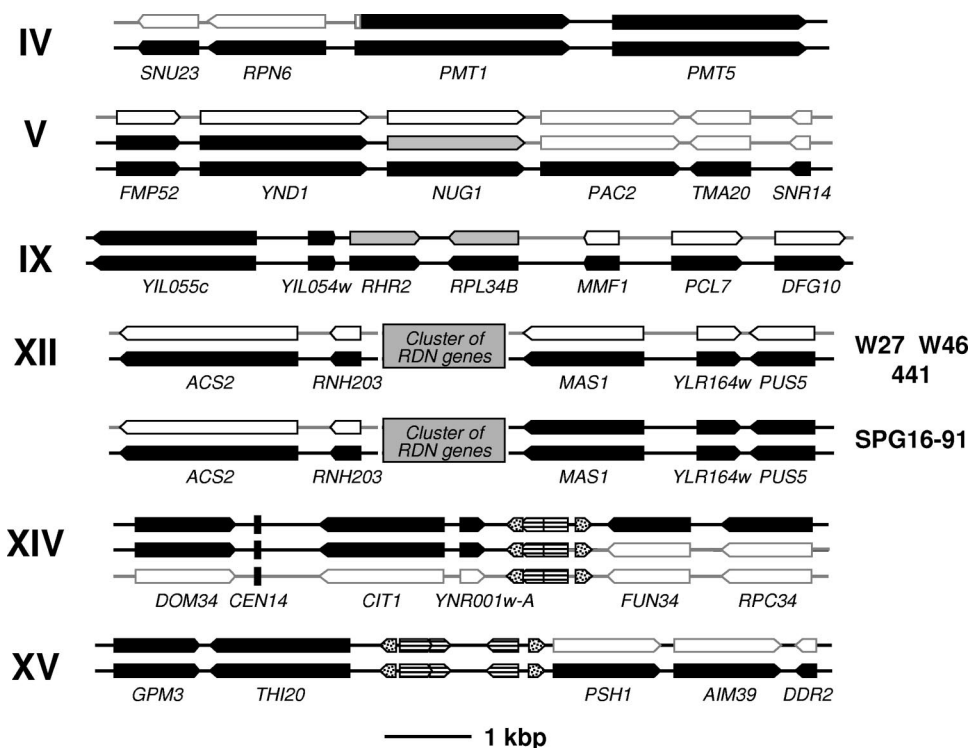 IV
SNU23 RPN6 PMT1 PMT5
V
FMP52 YND1 NUG1 PAC2 TMA20 SNR14
IX
YIL055c YIL054w RHR2 RPL34B MMF1 PCL7 DFG10
XII
Cluster of
RDN genes
ACS2 RNH203 MAS1 YLR164w PUS5
W27 W46
441
Cluster of
RDN genes
ACS2 RNH203 MAS1 YLR164w PUS5
SPG16-91
XIV
DOM34 CEN14 CIT1 YNR001w-A FUN34 RPC34
XV
GPM3 THI20 PSH1 AIM39 DDR2
1 kbp